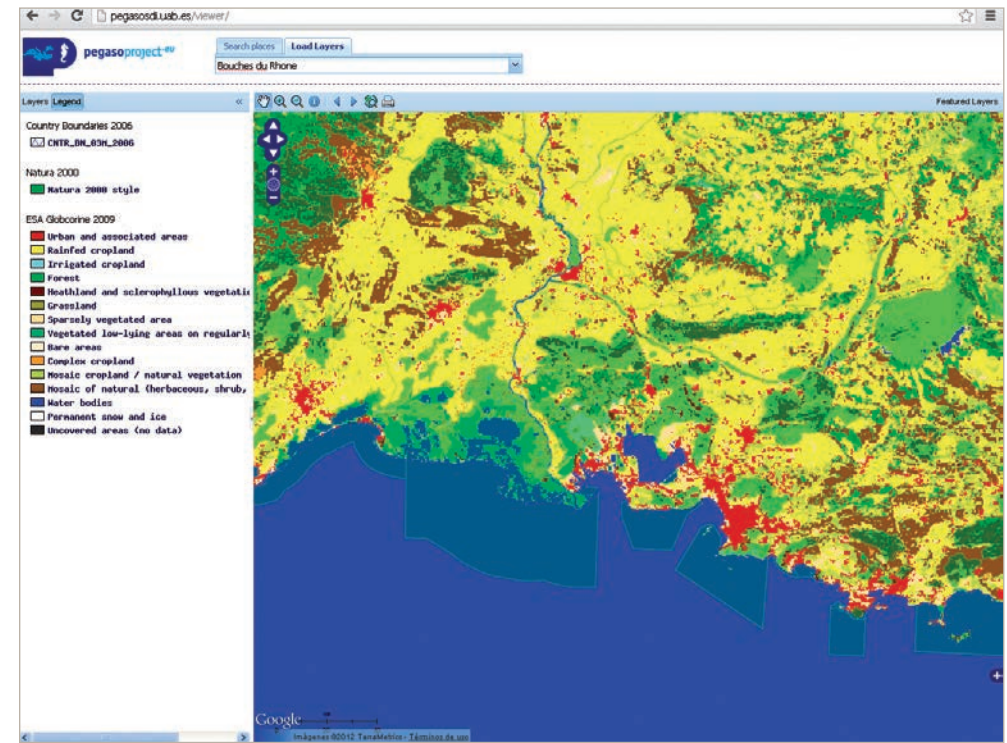 pegasosdi.uab.es/viewer/
pegasoproject·eu
Search places Load Layers
Bouches du Rhone
Layers Legend «
Featured Layers
Country Boundaries 2006
CNTR_BN_03M_2006
Natura 2000
Natura 2000 style
ESA Globcorine 2009
Urban and associated areas
Rainfed cropland
Irrigated cropland
Forest
Heathland and sclerophyllous vegetatio
Grassland
Sparsely vegetated area
Vegetated low-lying areas on regularly
Bare areas
Complex cropland
Mosaic cropland / natural vegetation
Mosaic of natural (herbaceous, shrub,
Water bodies
Permanent snow and ice
Uncovered areas (no data)
Google
Imágenes ©2012 TerraMetrics - Términos de uso